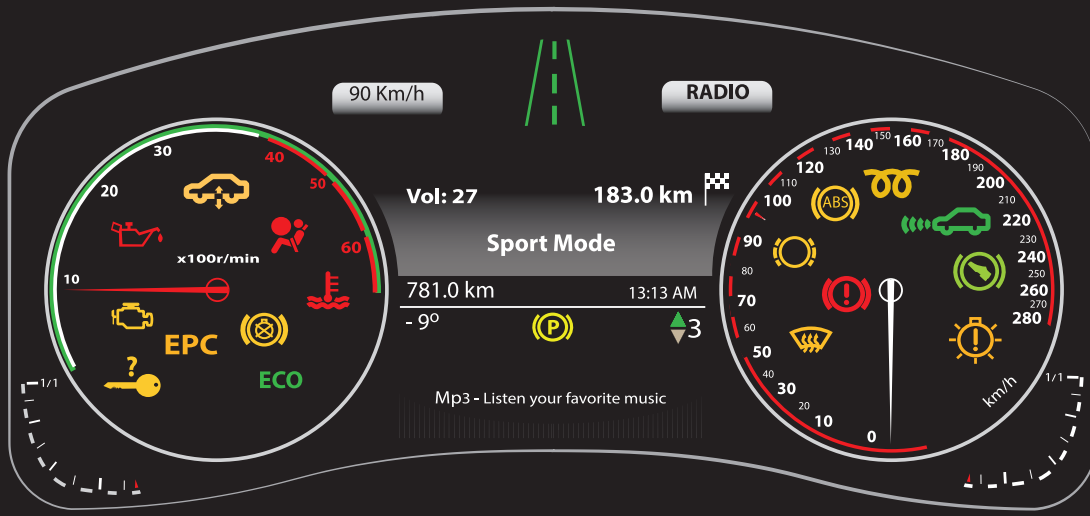 90 Km/h
RADIO
Vol: 27
183.0 km
Sport Mode
781.0 km
13:13 AM
- 9º
(P)
3
Mp3 - Listen your favorite music
10
20
30
40
50
60
x100r/min
?
EPC
ECO
1/1
0
10
20
30
40
50
60
70
80
90
100
110
120
130
140
150
160
170
180
190
200
210
220
230
240
250
260
270
280
ABS
!
!
km/h
1/1